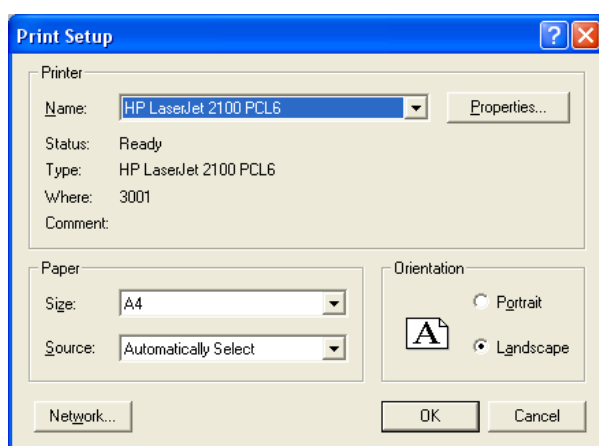 Print Setup
Printer
Name: HP LaserJet 2100 PCL6 Properties...
Status: Ready
Type: HP LaserJet 2100 PCL6
Where: 3001
Comment:
Paper
Size: A4
Source: Automatically Select
Orientation
A
Portrait
Landscape
Network... OK Cancel